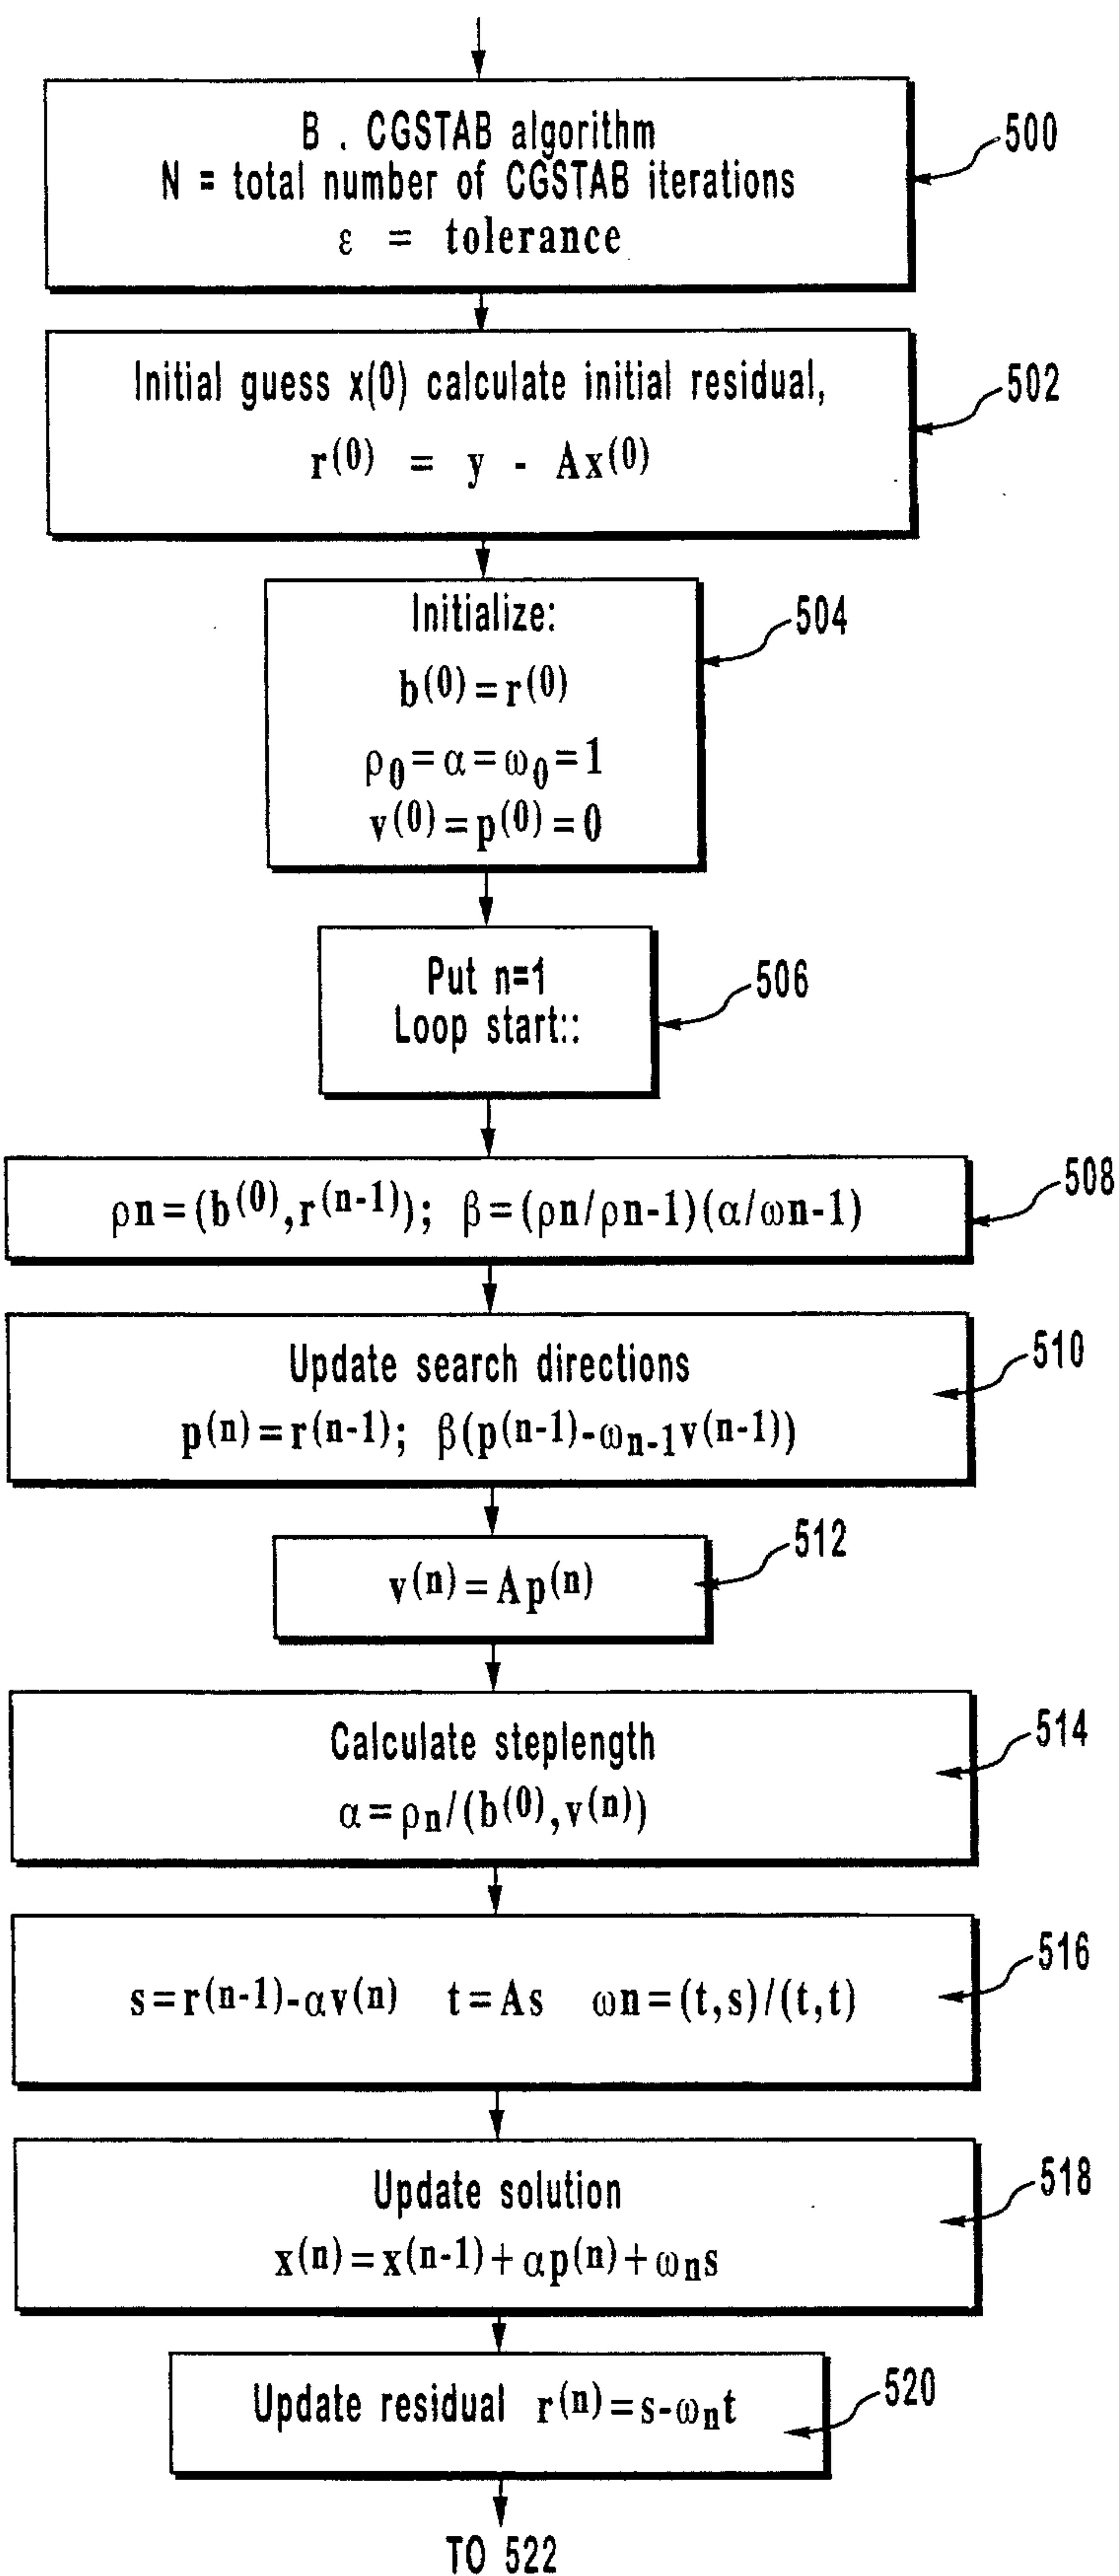 B . CGSTAB algorithm
N = total number of CGSTAB iterations
ε = tolerance
500
Initial guess x(0) calculate initial residual,
r(0) = y - Ax(0)
502
Initialize:
b(0)=r(0)
ρ0=α=ω0=1
v(0)=p(0)=0
504
Put n=1
Loop start::
506
ρn=(b(0),r(n-1)); β=(ρn/ρn-1)(α/ωn-1)
508
Update search directions
p(n)=r(n-1); β(p(n-1)-ωn-1v(n-1))
510
v(n)=Ap(n)
512
Calculate steplength
α=ρn/(b(0),v(n))
514
s=r(n-1)-αv(n) t=As ωn=(t,s)/(t,t)
516
Update solution
x(n)=x(n-1)+αp(n)+ωns
518
Update residual r(n)=s-ωnt
520
TO 522